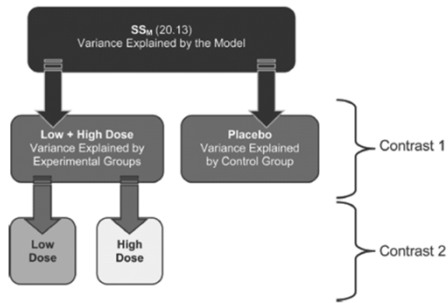 SSM (20.13)
Variance Explained by the Model
Low + High Dose
Variance Explained by
Experimental Groups
Placebo
Variance Explained
by Control Group
Contrast 1
Low
Dose
High
Dose
Contrast 2